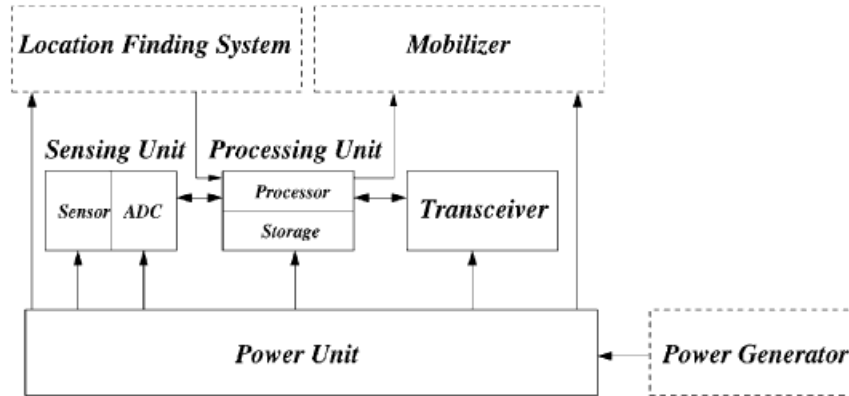 Location Finding System
Mobilizer
Sensing Unit
Processing Unit
Sensor
ADC
Processor
Storage
Transceiver
Power Unit
Power Generator